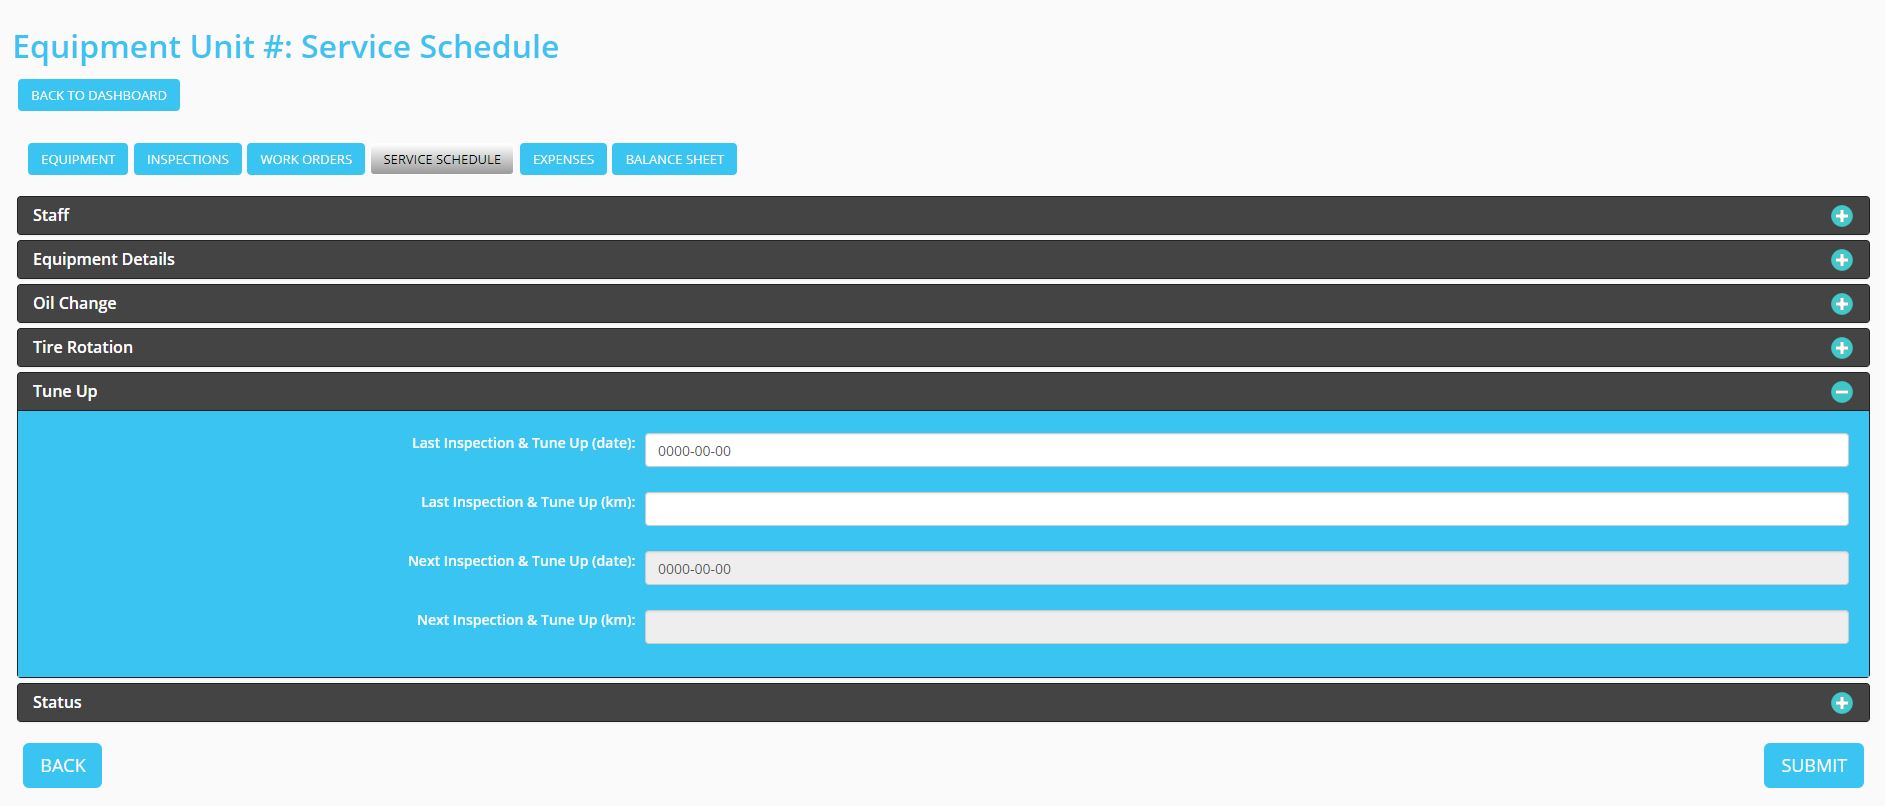 Equipment Unit #: Service Schedule
BACK TO DASHBOARD
EQUIPMENT INSPECTIONS WORK ORDERS SERVICE SCHEDULE EXPENSES BALANCE SHEET
Staff
Equipment Details
Oil Change
Tire Rotation
Tune Up
Last Inspection & Tune Up (date): 0000-00-00
Last Inspection & Tune Up (km):
Next Inspection & Tune Up (date): 0000-00-00
Next Inspection & Tune Up (km):
Status
BACK SUBMIT